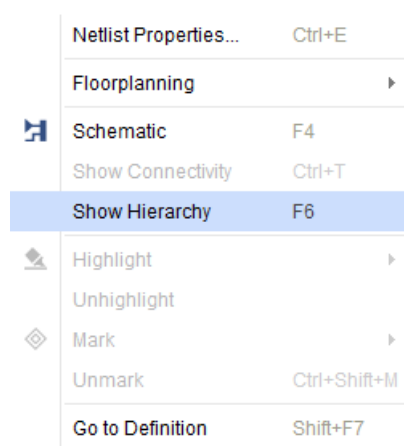 Netlist Properties... Ctrl+E
Floorplanning
Schematic F4
Show Connectivity Ctrl+T
Show Hierarchy F6
Highlight
Unhighlight
Mark
Unmark Ctrl+Shift+M
Go to Definition Shift+F7